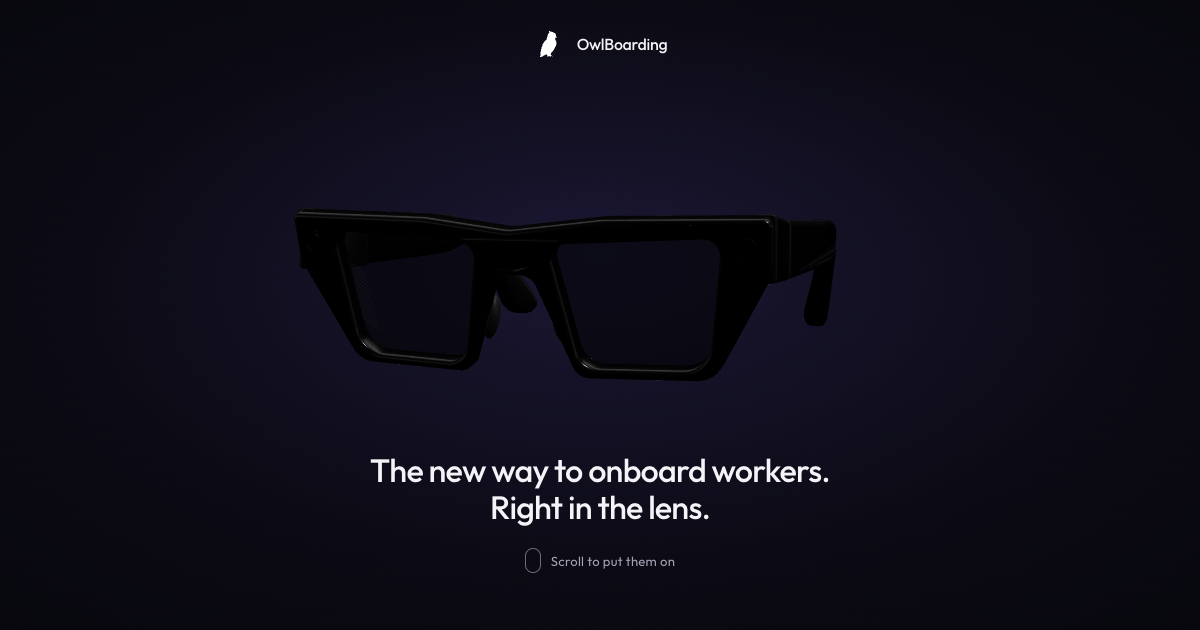 OwlBoarding
The new way to onboard workers.
Right in the lens.
Scroll to put them on